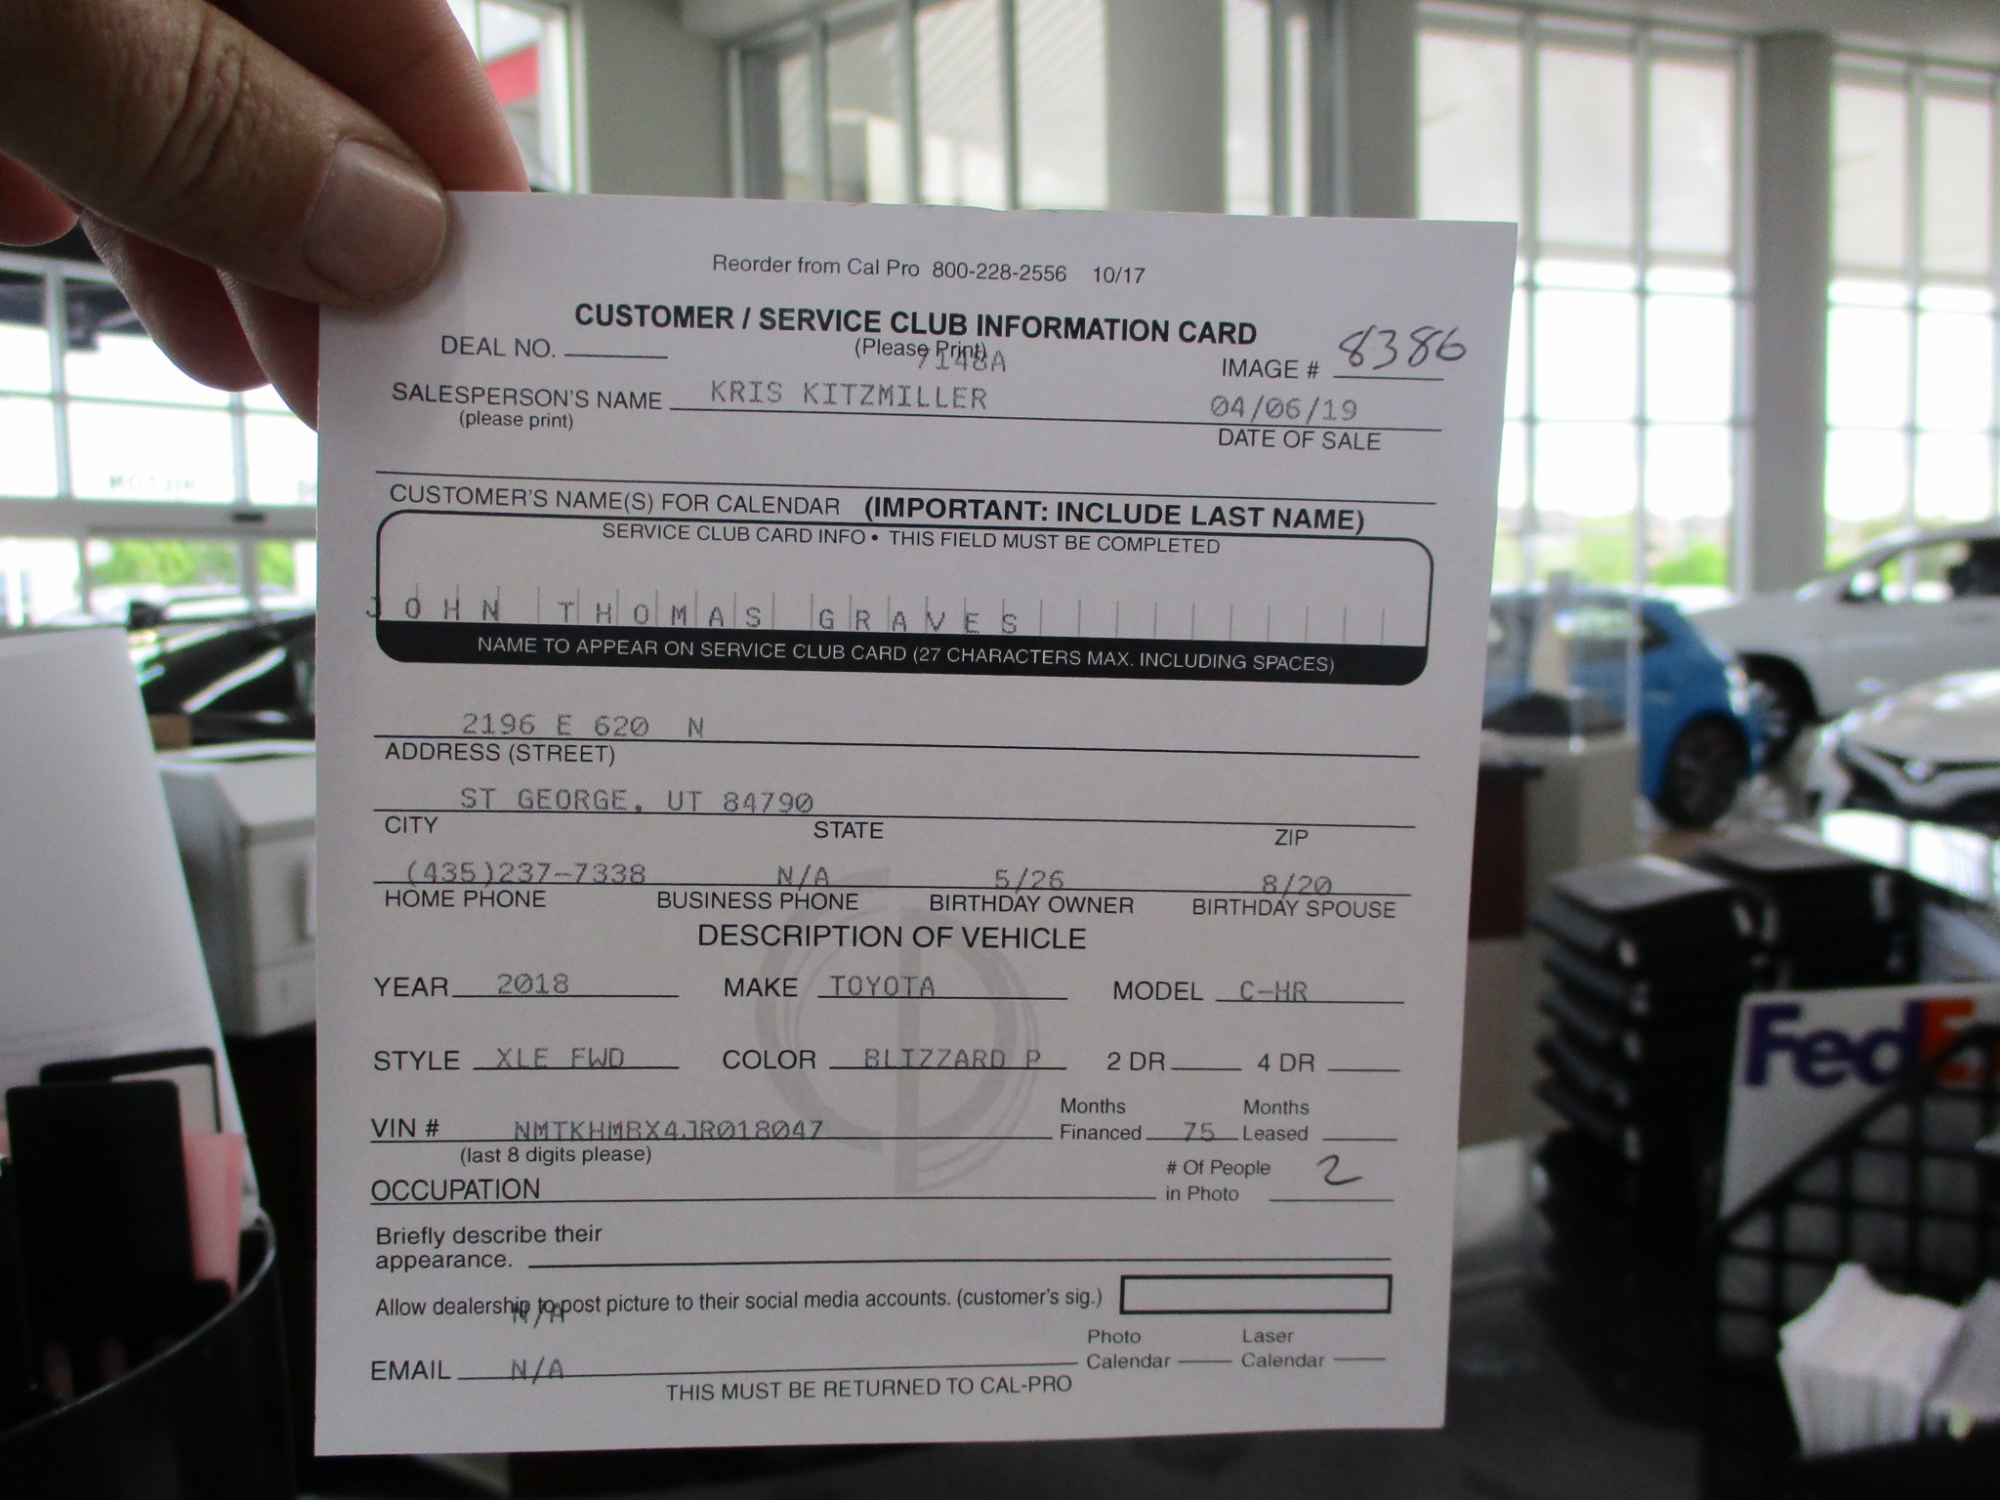 Reorder from Cal Pro 800-228-2556 10/17
CUSTOMER / SERVICE CLUB INFORMATION CARD
(Please Print)
DEAL NO. 7148A IMAGE # 8386
SALESPERSON'S NAME KRIS KITZMILLER 04/06/19
(please print) DATE OF SALE
CUSTOMER'S NAME(S) FOR CALENDAR (IMPORTANT: INCLUDE LAST NAME)
SERVICE CLUB CARD INFO • THIS FIELD MUST BE COMPLETED
JOHN THOMAS GRAVES
NAME TO APPEAR ON SERVICE CLUB CARD (27 CHARACTERS MAX. INCLUDING SPACES)
2196 E 620 N
ADDRESS (STREET)
ST GEORGE, UT 84790
CITY STATE ZIP
(435)237-7338 N/A 5/26 8/20
HOME PHONE BUSINESS PHONE BIRTHDAY OWNER BIRTHDAY SPOUSE
DESCRIPTION OF VEHICLE
YEAR 2018 MAKE TOYOTA MODEL C-HR
STYLE XLE FWD COLOR BLIZZARD P 2 DR 4 DR
Months Months
VIN # NMTKHMBX4JR018047 Financed 75 Leased
(last 8 digits please)
# Of People 2
OCCUPATION in Photo
Briefly describe their
appearance.
Allow dealership to post picture to their social media accounts. (customer's sig.)
N/A
Photo Laser
EMAIL N/A Calendar Calendar
THIS MUST BE RETURNED TO CAL-PRO
FedE